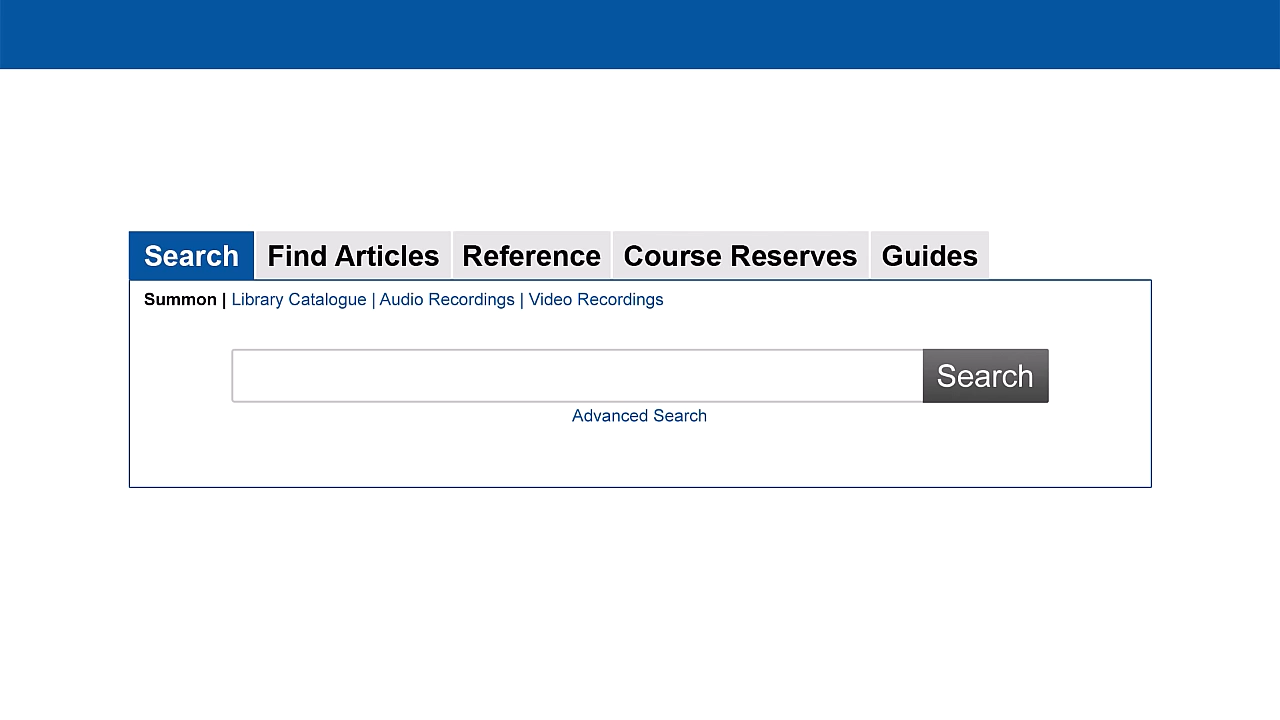 Search Find Articles Reference Course Reserves Guides
Summon | Library Catalogue | Audio Recordings | Video Recordings
Search
Advanced Search